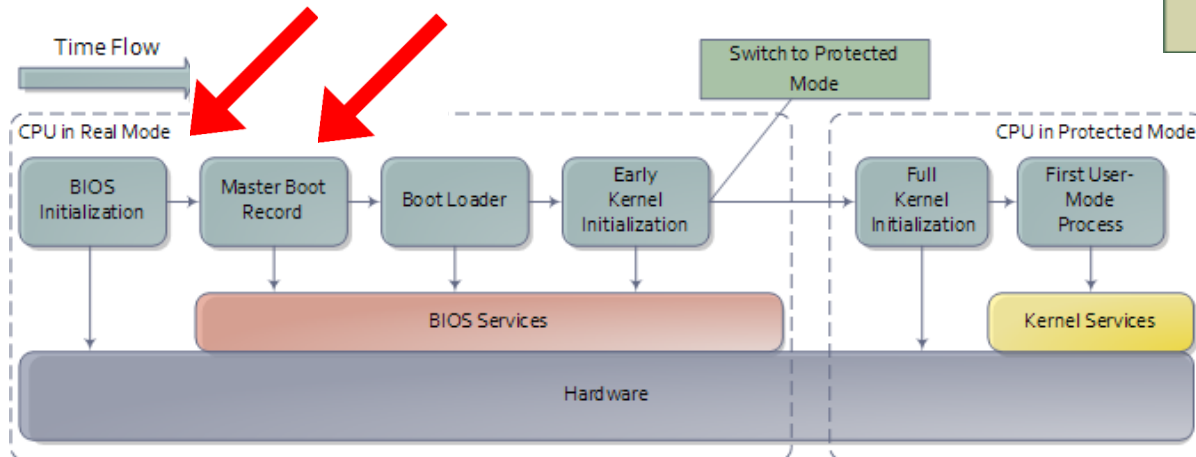 Time Flow
Switch to Protected
Mode
CPU in Real Mode
CPU in Protected Mode
BIOS
Initialization
Master Boot
Record
Boot Loader
Early
Kernel
Initialization
Full
Kernel
Initialization
First User-
Mode
Process
BIOS Services
Kernel Services
Hardware